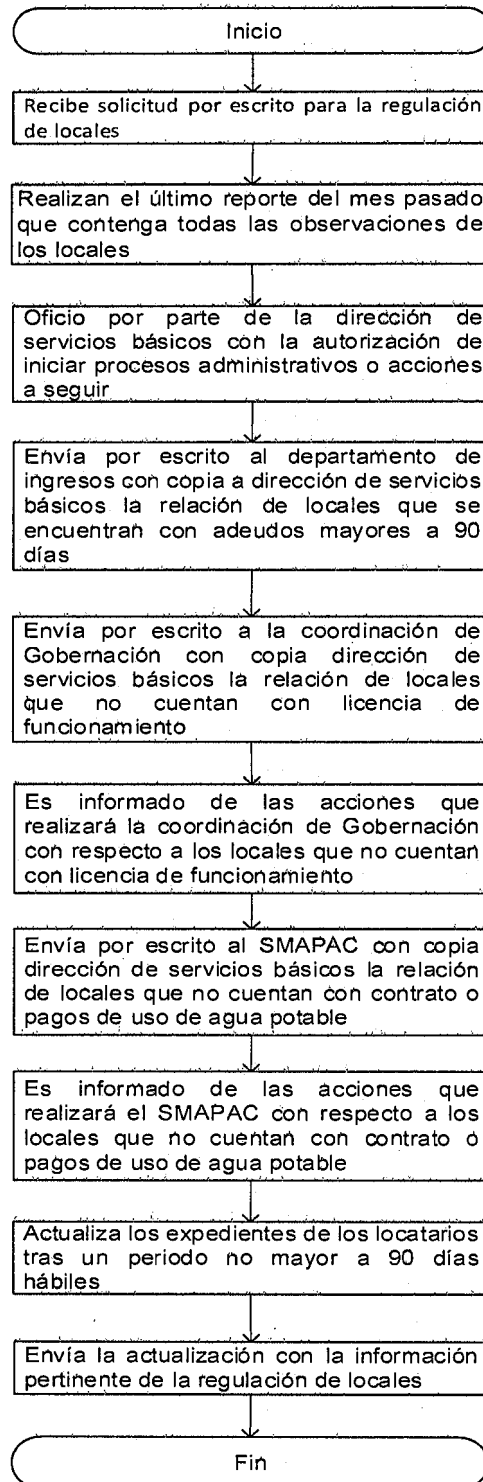 Inicio
Recibe solicitud por escrito para la regulación
de locales
Realizan el último reporte del mes pasado
que contenga todas las observaciones de
los locales
Oficio por parte de la dirección de
servicios básicos con la autorización de
iniciar procesos administrativos o acciones
a seguir
Envía por escrito al departamento de
ingresos con copia a dirección de servicios
básicos la relación de locales que se
encuentran con adeudos mayores a 90
días
Envía por escrito a la coordinación de
Gobernación con copia dirección de
servicios básicos la relación de locales
que no cuentan con licencia de
funcionamiento
Es informado de las acciones que
realizará la coordinación de Gobernación
con respecto a los locales que no cuentan
con licencia de funcionamiento
Envía por escrito al SMAPAC con copia
dirección de servicios básicos la relación
de locales que no cuentan con contrato o
pagos de uso de agua potable
Es informado de las acciones que
realizará el SMAPAC con respecto a los
locales que no cuentan con contrato o
pagos de uso de agua potable
Actualiza los expedientes de los locatarios
tras un periodo no mayor a 90 días
hábiles
Envía la actualización con la información
pertinente de la regulación de locales
Fin